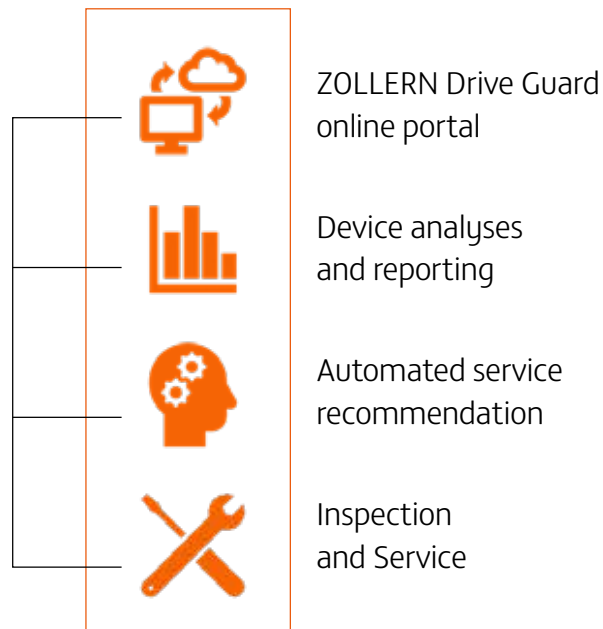 ZOLLERN Drive Guard
online portal
Device analyses
and reporting
Automated service
recommendation
Inspection
and Service